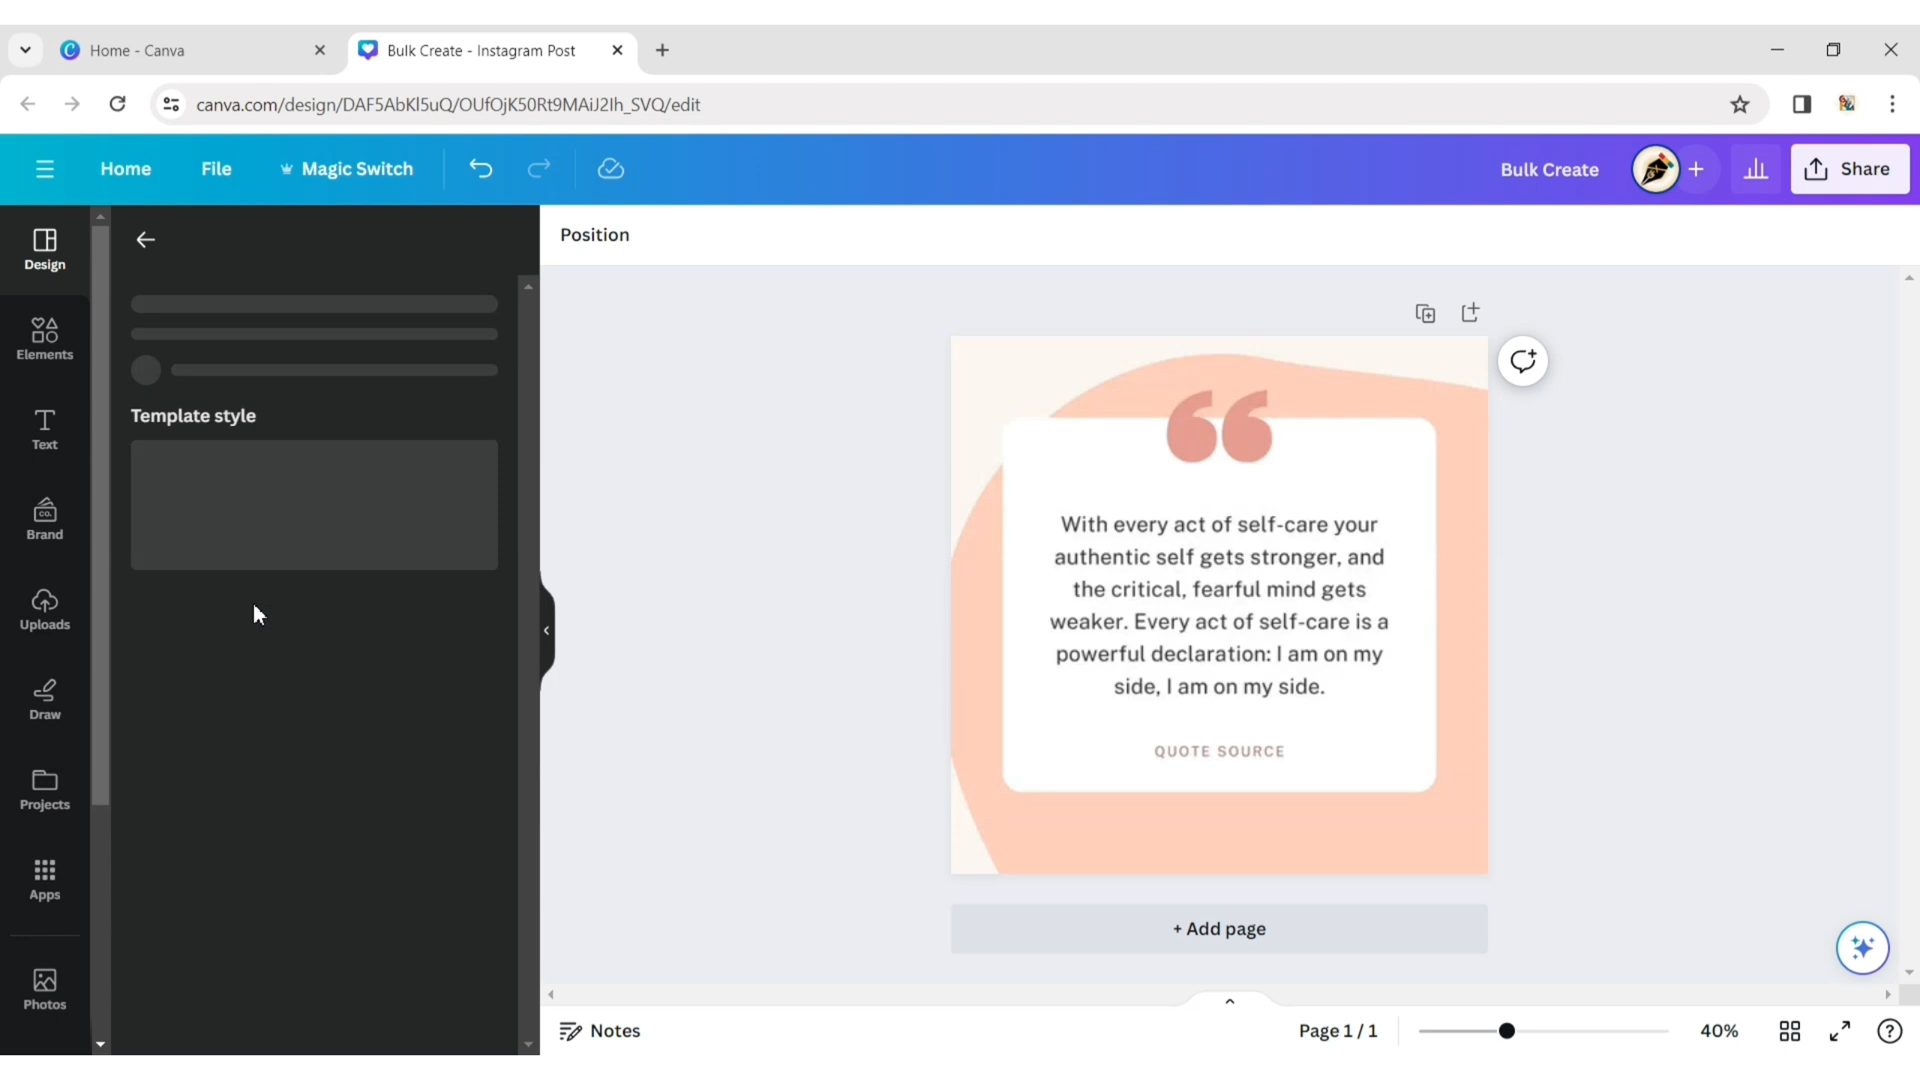 Home - Canva
Bulk Create - Instagram Post
canva.com/design/DAF5AbKl5uQ/OUfOjK50Rt9MAiJ2Ih_SVQ/edit
Home
File
Magic Switch
Bulk Create
Share
Design
Elements
Text
CO.
Brand
Uploads
Draw
Projects
Apps
Photos
Template style
Position
With every act of self-care your
authentic self gets stronger, and
the critical, fearful mind gets
weaker. Every act of self-care is a
powerful declaration: I am on my
side, I am on my side.
QUOTE SOURCE
+ Add page
Notes
Page 1 / 1
40%